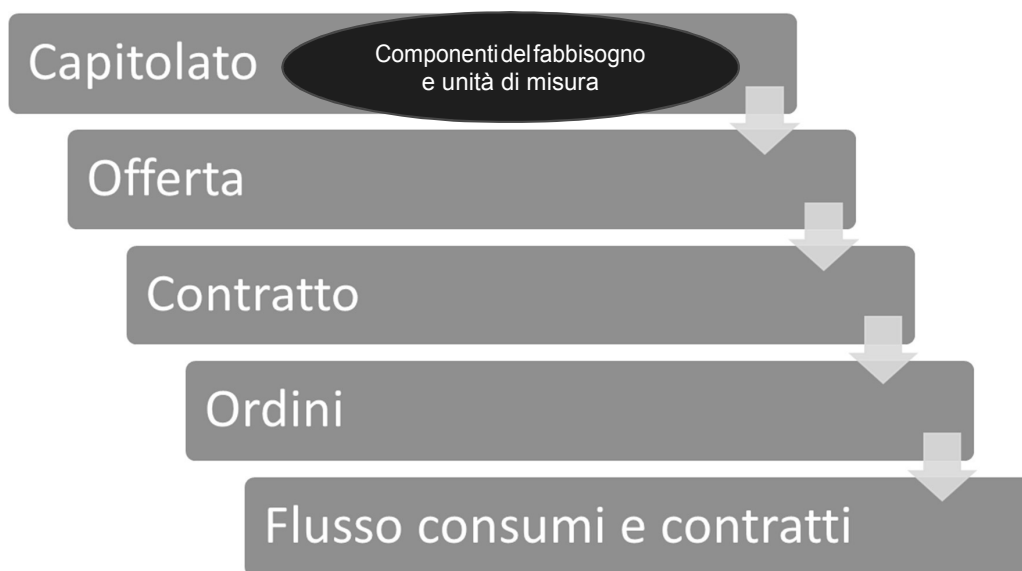 Capitolato
Componenti del fabbisogno
e unità di misura
Offerta
Contratto
Ordini
Flusso consumi e contratti